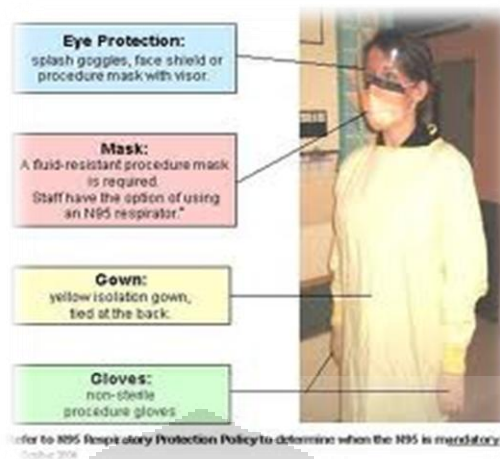 Eye Protection:
splash goggles, face shield or
procedure mask with visor.
Mask:
A fluid-resistant procedure mask
is required.
Staff have the option of using
an N95 respirator.*
Gown:
yellow isolation gown,
tied at the back.
Gloves:
non-sterile
procedure gloves
efer to N95 Respiratory Protection Policy to determine when the N95 is mandatory